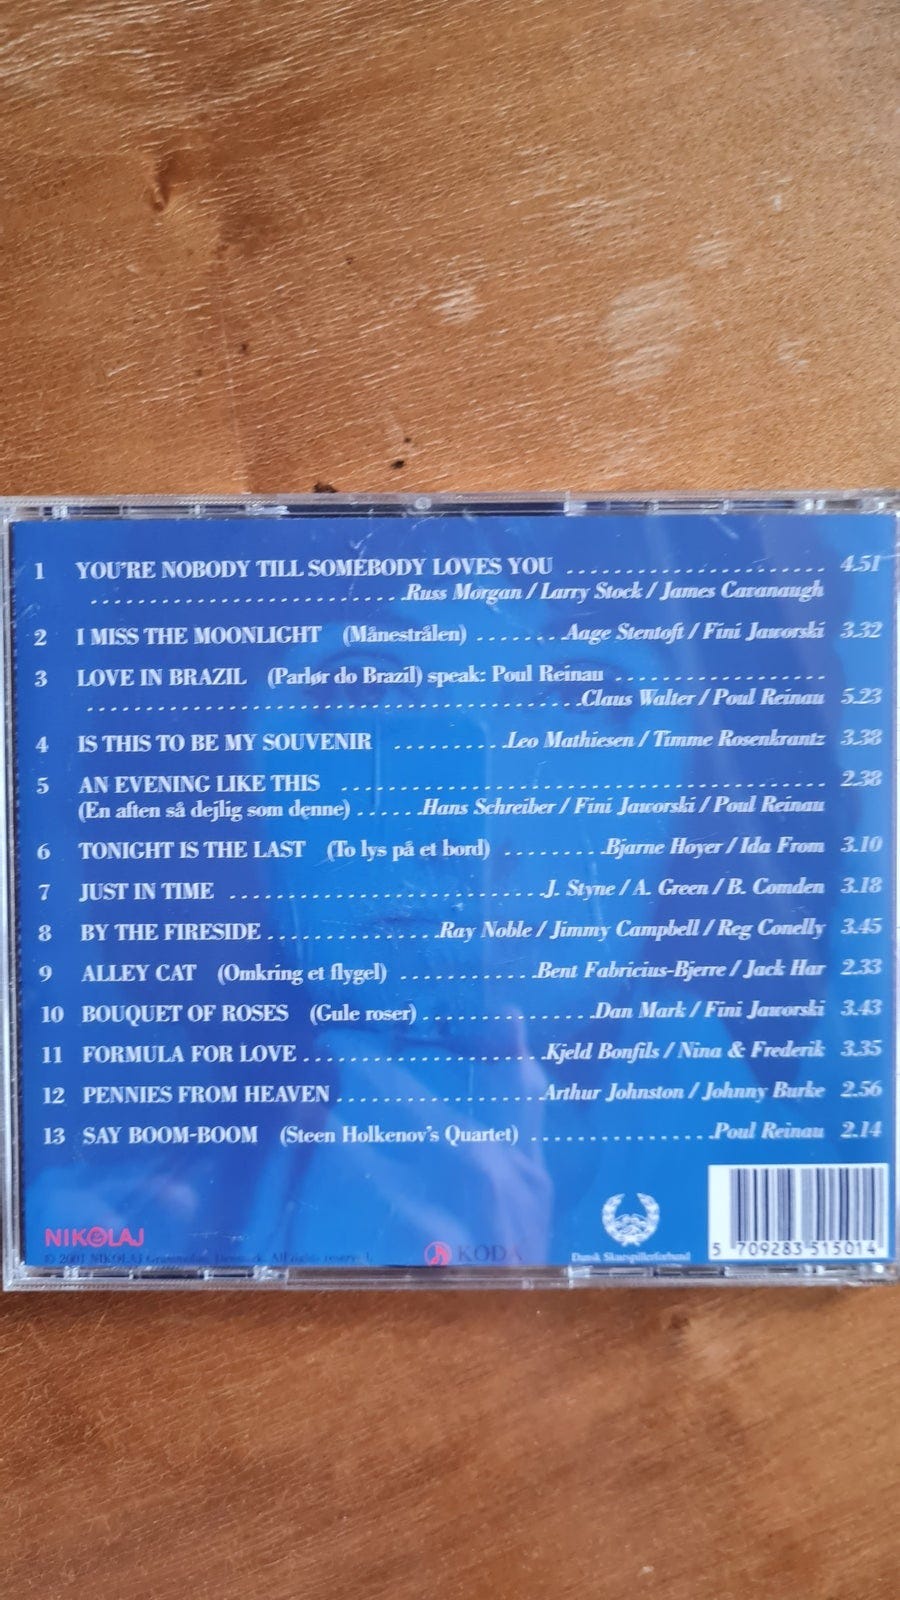 1 YOU'RE NOBODY TILL SOMEBODY LOVES YOU ........................ 4.51
..............................Russ Morgan / Larry Stock / James Cavanaugh
2 I MISS THE MOONLIGHT (Månestrålen) ........Aage Stentoft / Fini Jaworski 3.32
3 LOVE IN BRAZIL (Parlør do Brazil) speak: Poul Reinau ....................
...............................................Claus Walter / Poul Reinau 5.23
4 IS THIS TO BE MY SOUVENIR ..........Leo Mathiesen / Timme Rosenkrantz 3.38
5 AN EVENING LIKE THIS ............................................. 2.38
(En aften så dejlig som denne) ......Hans Schreiber / Fini Jaworski / Poul Reinau
6 TONIGHT IS THE LAST (To lys på et bord) .........Bjarne Hoyer / Ida From 3.10
7 JUST IN TIME .............................J. Styne / A. Green / B. Comden 3.18
8 BY THE FIRESIDE ................Ray Noble / Jimmy Campbell / Reg Conelly 3.45
9 ALLEY CAT (Omkring et flygel) ............Bent Fabricius-Bjerre / Jack Har 2.33
10 BOUQUET OF ROSES (Gule roser) ................Dan Mark / Fini Jaworski 3.43
11 FORMULA FOR LOVE ......................Kjeld Bonfils / Nina & Frederik 3.35
12 PENNIES FROM HEAVEN ...................Arthur Johnston / Johnny Burke 2.56
13 SAY BOOM-BOOM (Steen Holkenov's Quartet) .................Poul Reinau 2.14
NIKOLAJ
© 2001 NIKOLAJ Denmark. All rights
KODA
Dansk Skuespillerforbund
5 709283 515014